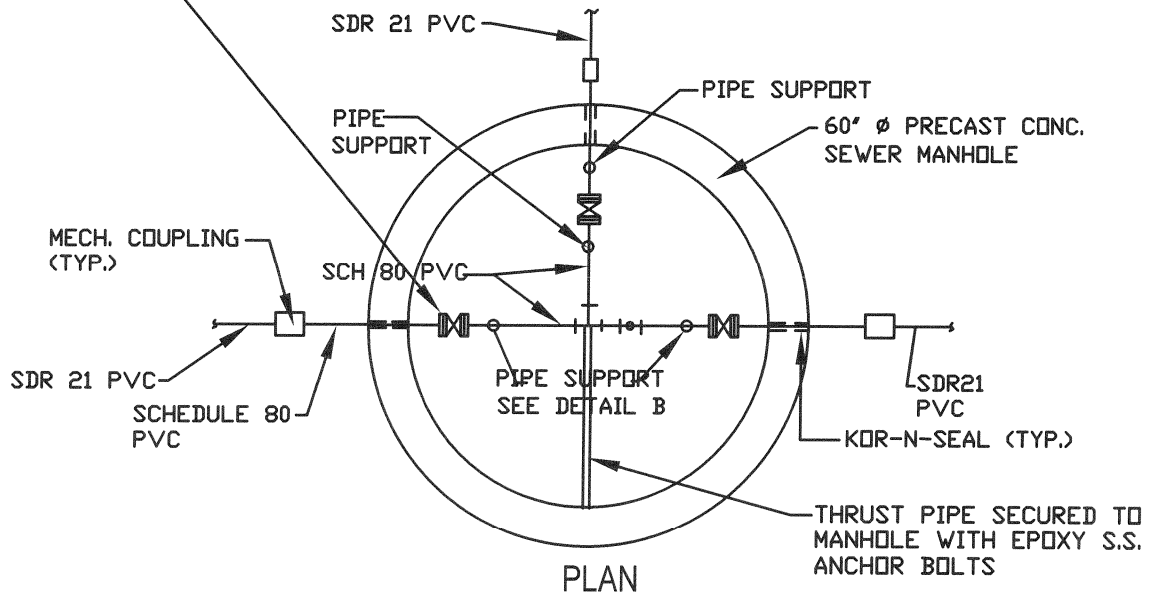 SDR 21 PVC
PIPE SUPPORT
PIPE
SUPPORT
60" Ø PRECAST CONC.
SEWER MANHOLE
MECH. COUPLING
(TYP.)
SCH 80 PVC
SDR 21 PVC
SCHEDULE 80
PVC
PIPE SUPPORT
SEE DETAIL B
SDR21
PVC
KOR-N-SEAL (TYP.)
THRUST PIPE SECURED TO
MANHOLE WITH EPOXY S.S.
ANCHOR BOLTS
PLAN